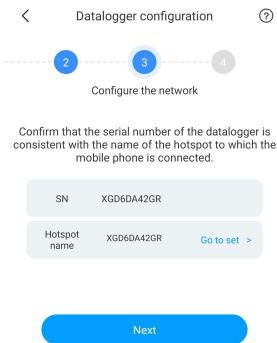 Datalogger configuration
2 3 4
Configure the network
Confirm that the serial number of the datalogger is
consistent with the name of the hotspot to which the
mobile phone is connected.
SN XGD6DA42GR
Hotspot
name XGD6DA42GR Go to set >
Next